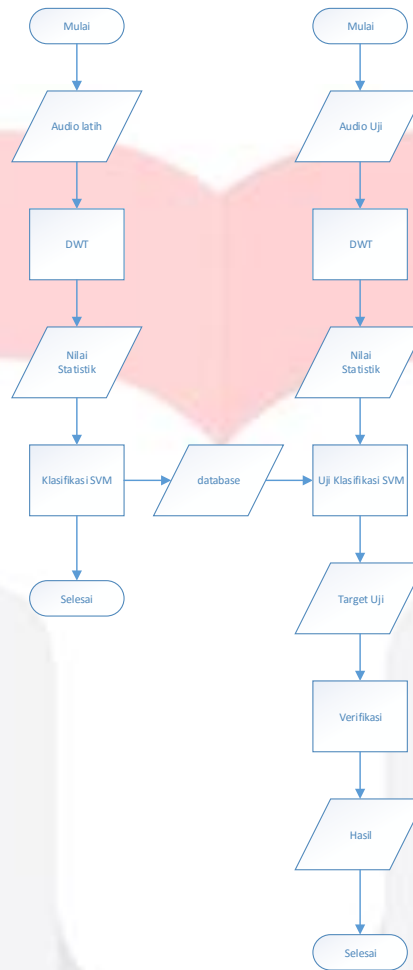 Mulai
Audio latih
DWT
Nilai
Statistik
Klasifikasi SVM
Selesai
database
Mulai
Audio Uji
DWT
Nilai
Statistik
Uji Klasifikasi SVM
Target Uji
Verifikasi
Hasil
Selesai